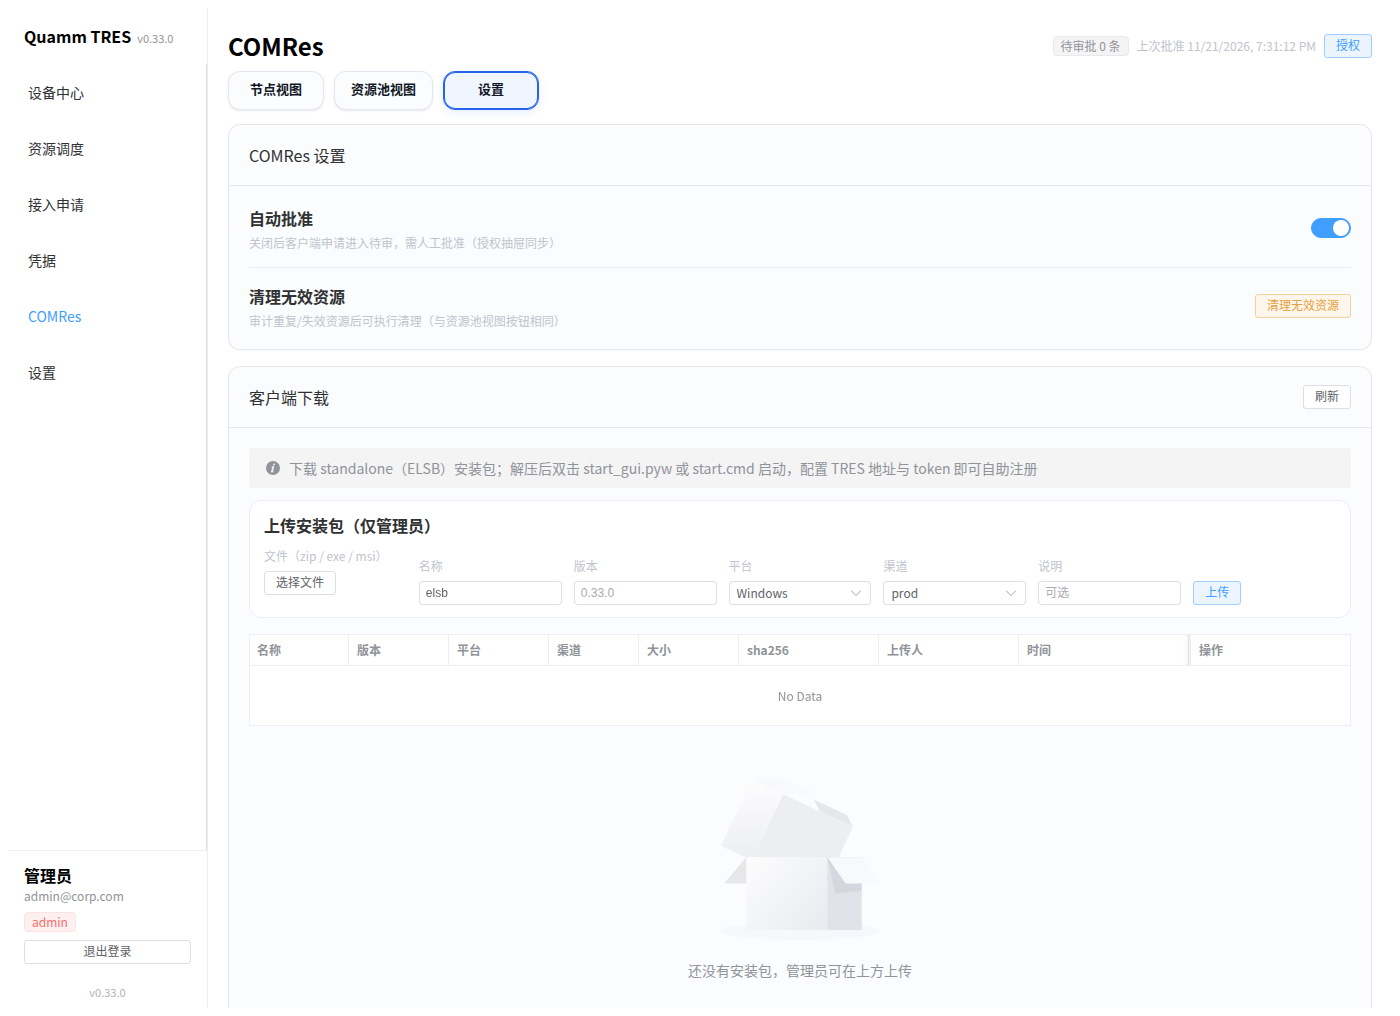 Quamm TRES v0.33.0
设备中心
资源调度
接入申请
凭据
COMRes
设置
管理员
admin@corp.com
admin
退出登录
v0.33.0
COMRes
待审批 0 条 上次批准 11/21/2026, 7:31:12 PM 授权
节点视图 资源池视图 设置
COMRes 设置
自动批准
关闭后客户端申请进入待审，需人工批准（授权抽屉同步）
清理无效资源
审计重复/失效资源后可执行清理（与资源池视图按钮相同）
清理无效资源
客户端下载 刷新
下载 standalone（ELSB）安装包；解压后双击 start_gui.pyw 或 start.cmd 启动，配置 TRES 地址与 token 即可自助注册
上传安装包（仅管理员）
文件（zip / exe / msi） 名称 版本 平台 渠道 说明
选择文件 elsb 0.33.0 Windows prod 可选 上传
名称 版本 平台 渠道 大小 sha256 上传人 时间 操作
No Data
还没有安装包，管理员可在上方上传